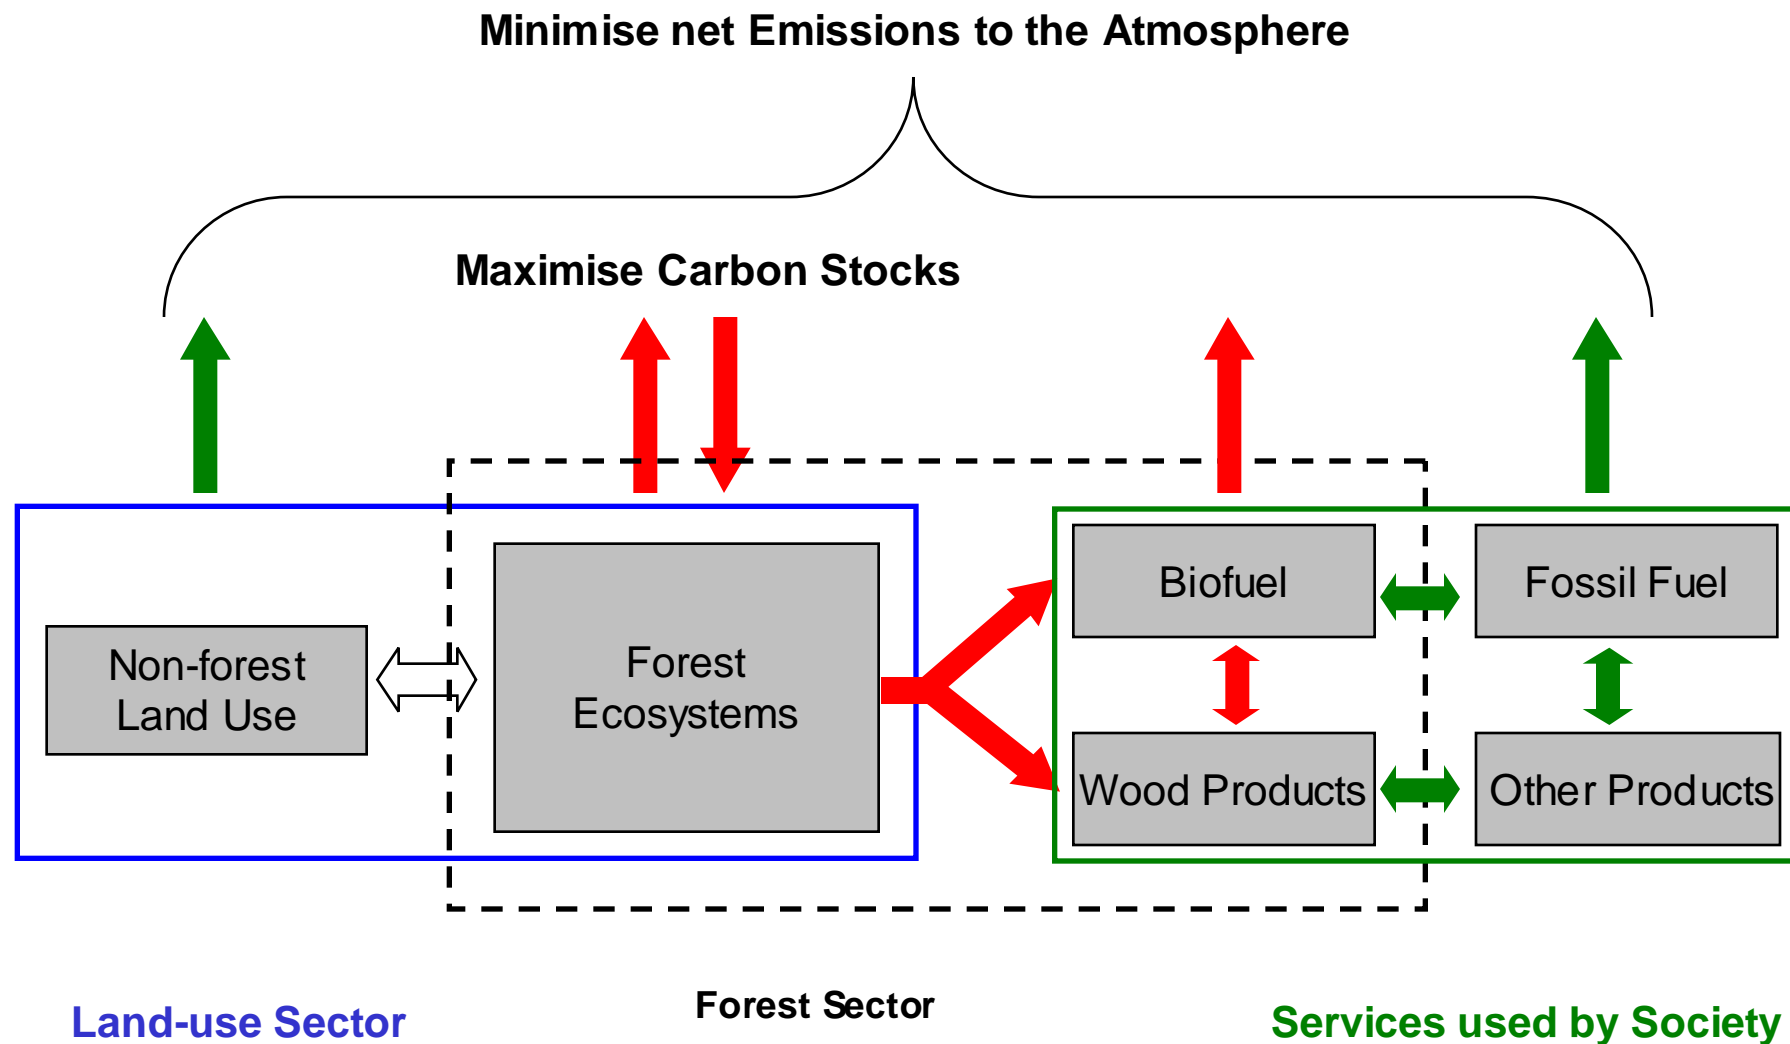 Minimise net Emissions to the Atmosphere
Maximise Carbon Stocks
Non-forest
Land Use
Forest
Ecosystems
Biofuel
Fossil Fuel
Wood Products
Other Products
Land-use Sector
Forest Sector
Services used by Society